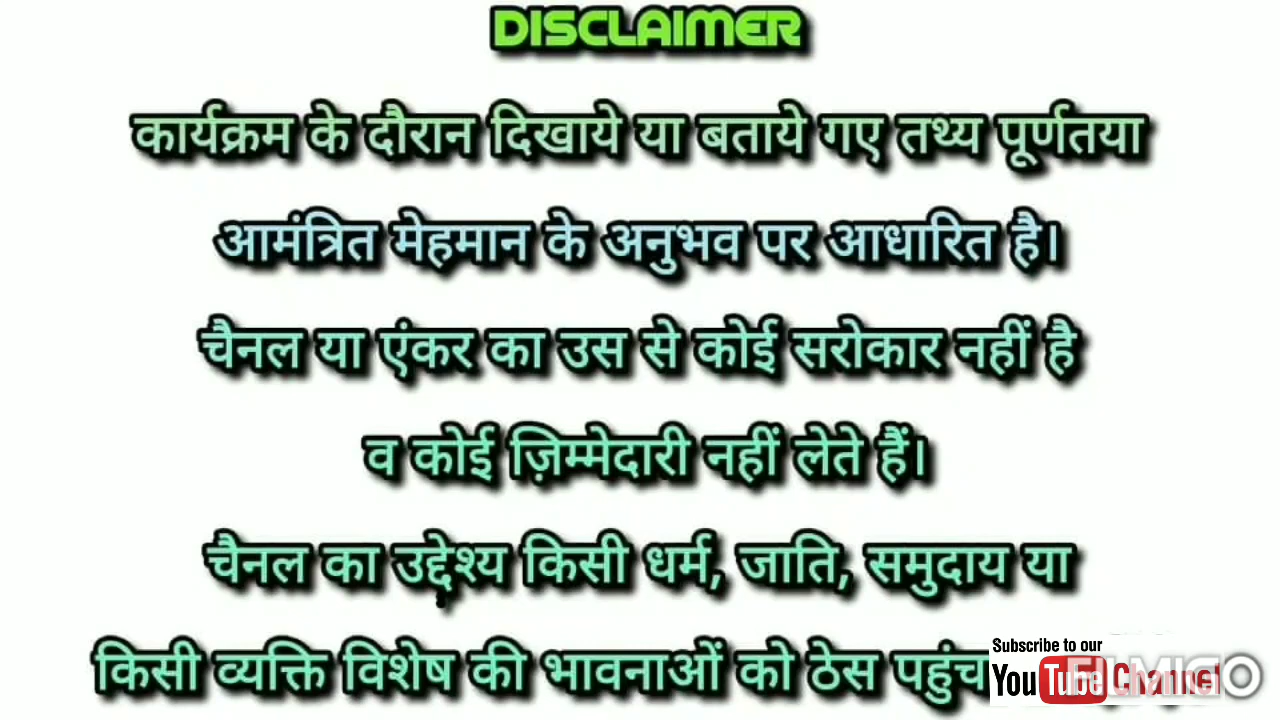 DISCLAIMER
कार्यक्रम के दौरान दिखाये या बताये गए तथ्य पूर्णतया
आमंत्रित मेहमान के अनुभव पर आधारित है।
चैनल या एंकर का उस से कोई सरोकार नहीं है
व कोई ज़िम्मेदारी नहीं लेते हैं।
चैनल का उद्देश्य किसी धर्म, जाति, समुदाय या
किसी व्यक्ति विशेष की भावनाओं को ठेस
Subscribe to our
YouTube Channel
FILMIGO